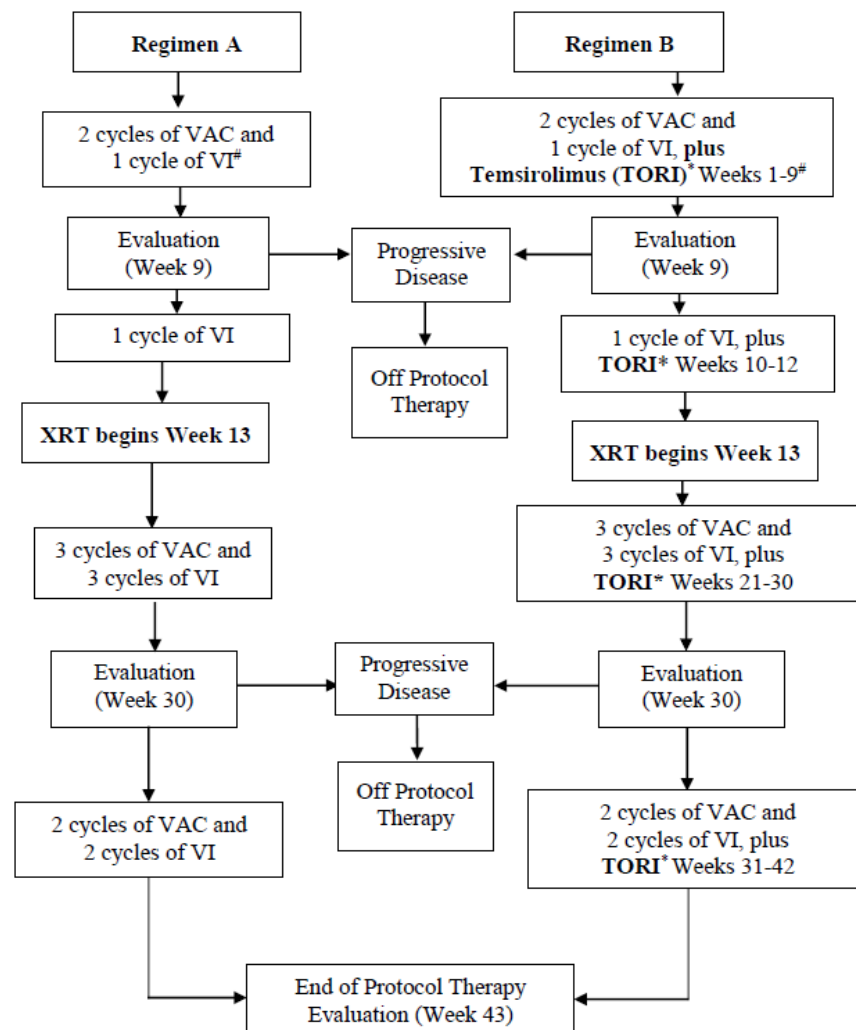 Regimen A
Regimen B
2 cycles of VAC and
1 cycle of VI#
2 cycles of VAC and
1 cycle of VI, plus
Temsirolimus (TORI)* Weeks 1-9#
Evaluation
(Week 9)
Progressive
Disease
Evaluation
(Week 9)
1 cycle of VI
Off Protocol
Therapy
1 cycle of VI, plus
TORI* Weeks 10-12
XRT begins Week 13
XRT begins Week 13
3 cycles of VAC and
3 cycles of VI
3 cycles of VAC and
3 cycles of VI, plus
TORI* Weeks 21-30
Evaluation
(Week 30)
Progressive
Disease
Evaluation
(Week 30)
Off Protocol
Therapy
2 cycles of VAC and
2 cycles of VI
2 cycles of VAC and
2 cycles of VI, plus
TORI* Weeks 31-42
End of Protocol Therapy
Evaluation (Week 43)